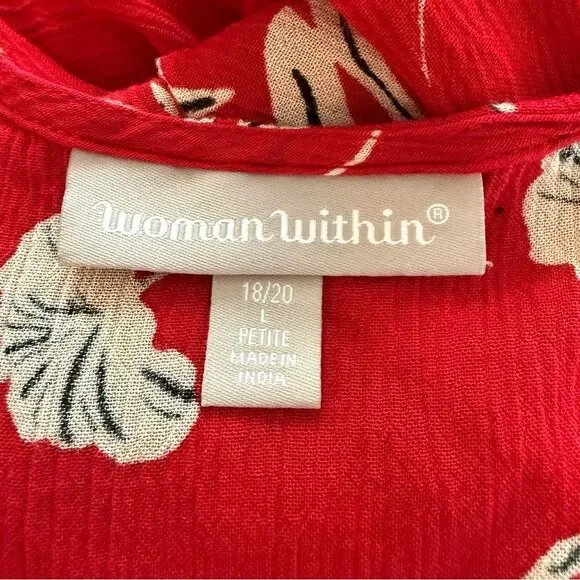 woman within®
18/20
L
PETITE
MADE IN
INDIA